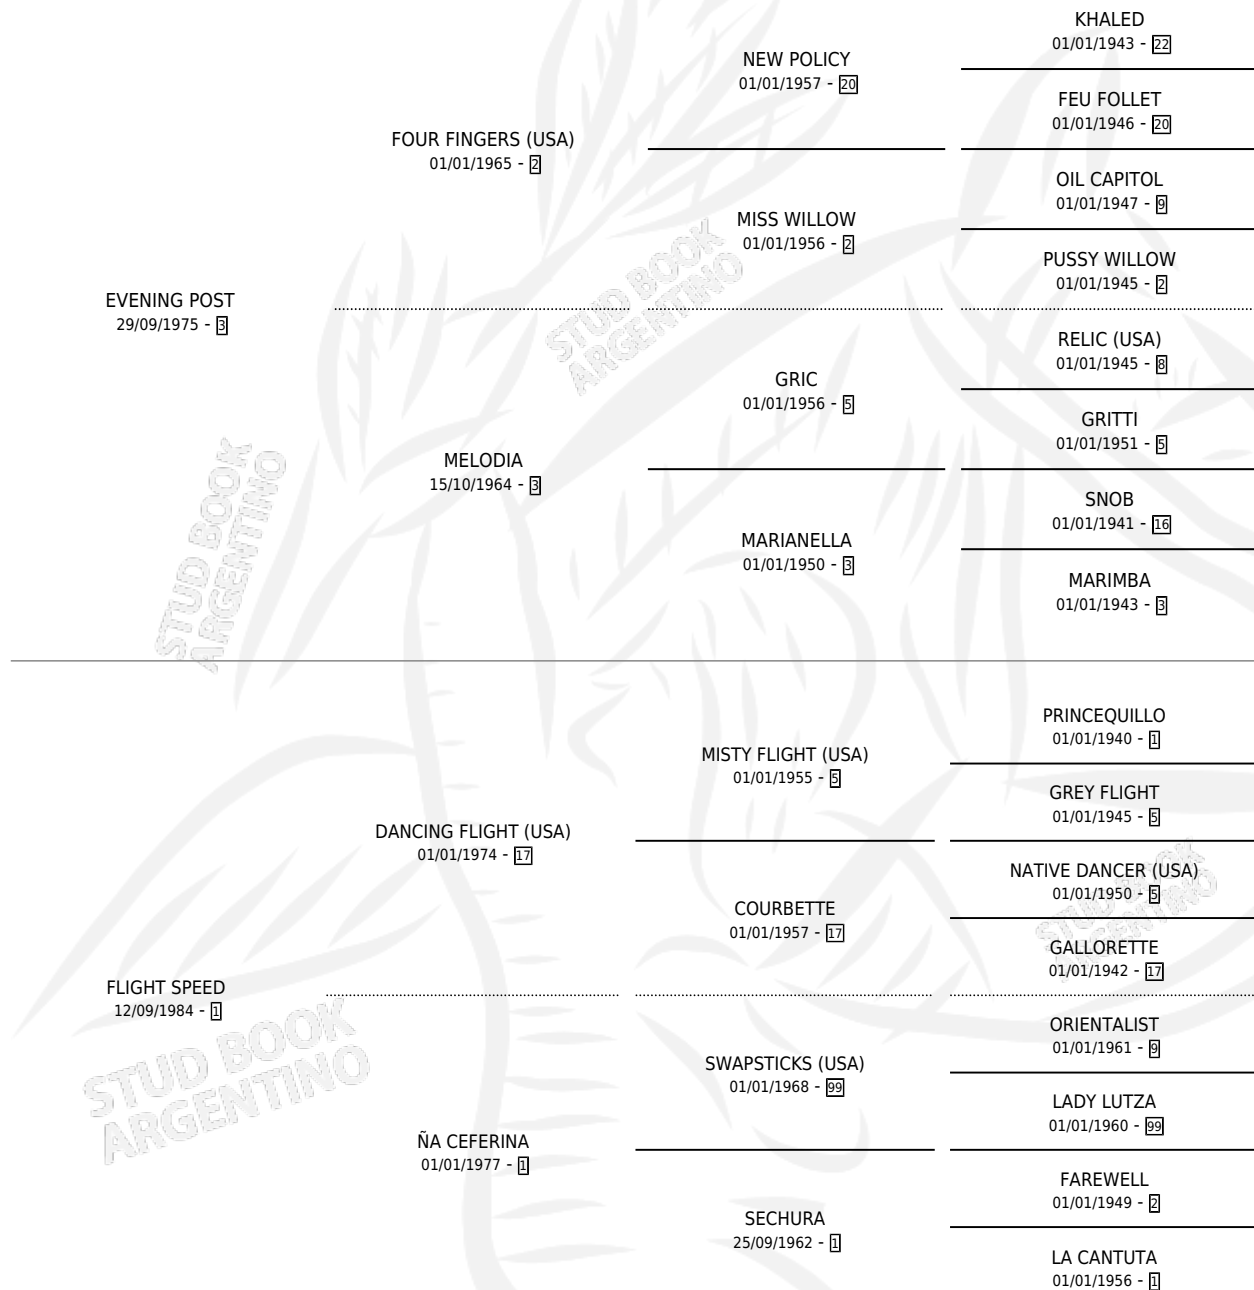 KHALED
01/01/1943 - 22
NEW POLICY
01/01/1957 - 20
FEU FOLLET
01/01/1946 - 20
FOUR FINGERS (USA)
01/01/1965 - 2
OIL CAPITOL
01/01/1947 - 9
MISS WILLOW
01/01/1956 - 2
PUSSY WILLOW
01/01/1945 - 2
EVENING POST
29/09/1975 - 3
STUD BOOK
ARGENTINO
RELIC (USA)
01/01/1945 - 8
GRIC
01/01/1956 - 5
GRITTI
01/01/1951 - 5
MELODIA
15/10/1964 - 3
SNOB
01/01/1941 - 16
MARIANELLA
01/01/1950 - 3
MARIMBA
01/01/1943 - 3
STUD BOOK
ARGENTINO
PRINCEQUILLO
01/01/1940 - 1
MISTY FLIGHT (USA)
01/01/1955 - 5
GREY FLIGHT
01/01/1945 - 5
DANCING FLIGHT (USA)
01/01/1974 - 17
NATIVE DANCER (USA)
01/01/1950 - 5
COURBETTE
01/01/1957 - 17
GALLORETTE
01/01/1942 - 17
STUD BOOK
ARGENTINO
FLIGHT SPEED
12/09/1984 - 1
STUD BOOK
ARGENTINO
ORIENTALIST
01/01/1961 - 9
SWAPSTICKS (USA)
01/01/1968 - 99
LADY LUTZA
01/01/1960 - 99
ÑA CEFERINA
01/01/1977 - 1
FAREWELL
01/01/1949 - 2
SECHURA
25/09/1962 - 1
LA CANTUTA
01/01/1956 - 1